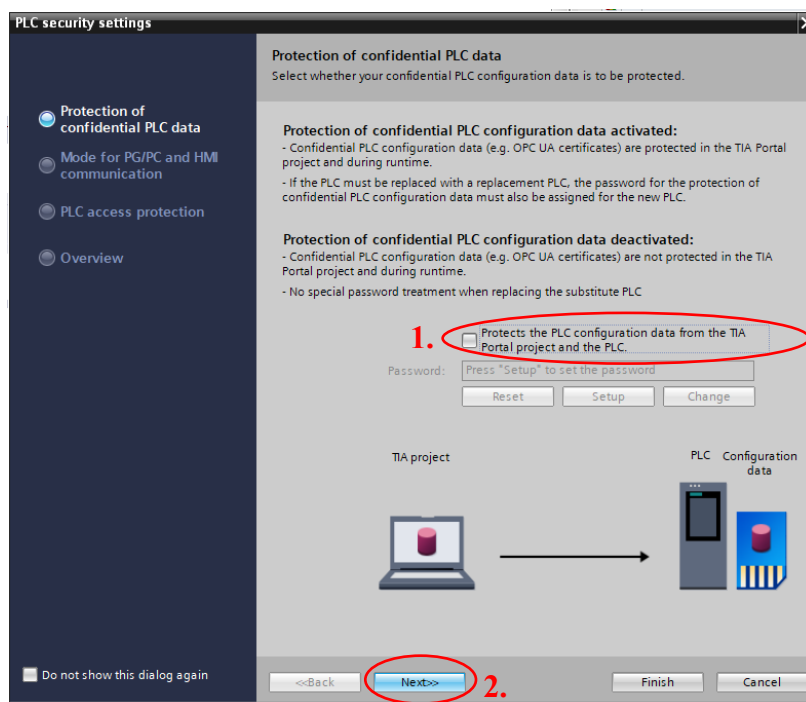 PLC security settings
Protection of
confidential PLC data
Mode for PG/PC and HMI
communication
PLC access protection
Overview
Do not show this dialog again
Protection of confidential PLC data
Select whether your confidential PLC configuration data is to be protected.
Protection of confidential PLC configuration data activated:
- Confidential PLC configuration data (e.g. OPC UA certificates) are protected in the TIA Portal
project and during runtime.
- If the PLC must be replaced with a replacement PLC, the password for the protection of
confidential PLC configuration data must also be assigned for the new PLC.
Protection of confidential PLC configuration data deactivated:
- Confidential PLC configuration data (e.g. OPC UA certificates) are not protected in the TIA
Portal project and during runtime.
- No special password treatment when replacing the substitute PLC
1.
Protects the PLC configuration data from the TIA
Portal project and the PLC.
Password: Press "Setup" to set the password
Reset Setup Change
TIA project
PLC Configuration
data
<<Back Next>> 2. Finish Cancel